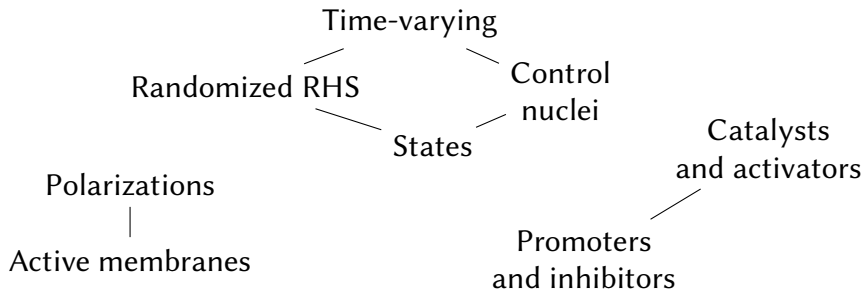 Time-varying
Randomized RHS
Control
nuclei
States
Catalysts
and activators
Polarizations
Promoters
and inhibitors
Active membranes